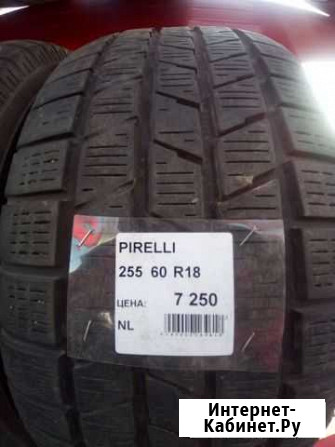 PIRELLI
255 60 R18
ЦЕНА: 7 250
NL
Интернет-
Кабинет.Ру